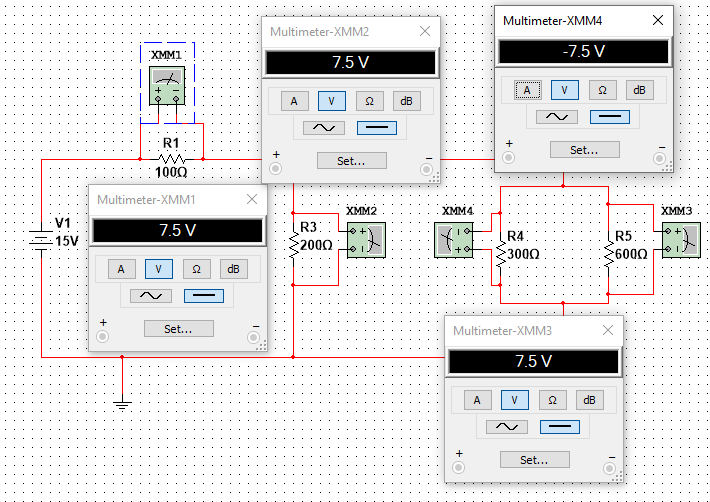 Multimeter-XMM2
7.5 V
A V Ω dB
Set...
+ −
Multimeter-XMM4
-7.5 V
A V Ω dB
Set...
+ −
XMM1
+ −
R1
100Ω
Multimeter-XMM1
7.5 V
A V Ω dB
Set...
+ −
V1
15V
R3
200Ω
XMM2
+
−
XMM4
−
+
R4
300Ω
R5
600Ω
XMM3
+
−
Multimeter-XMM3
7.5 V
A V Ω dB
Set...
+ −